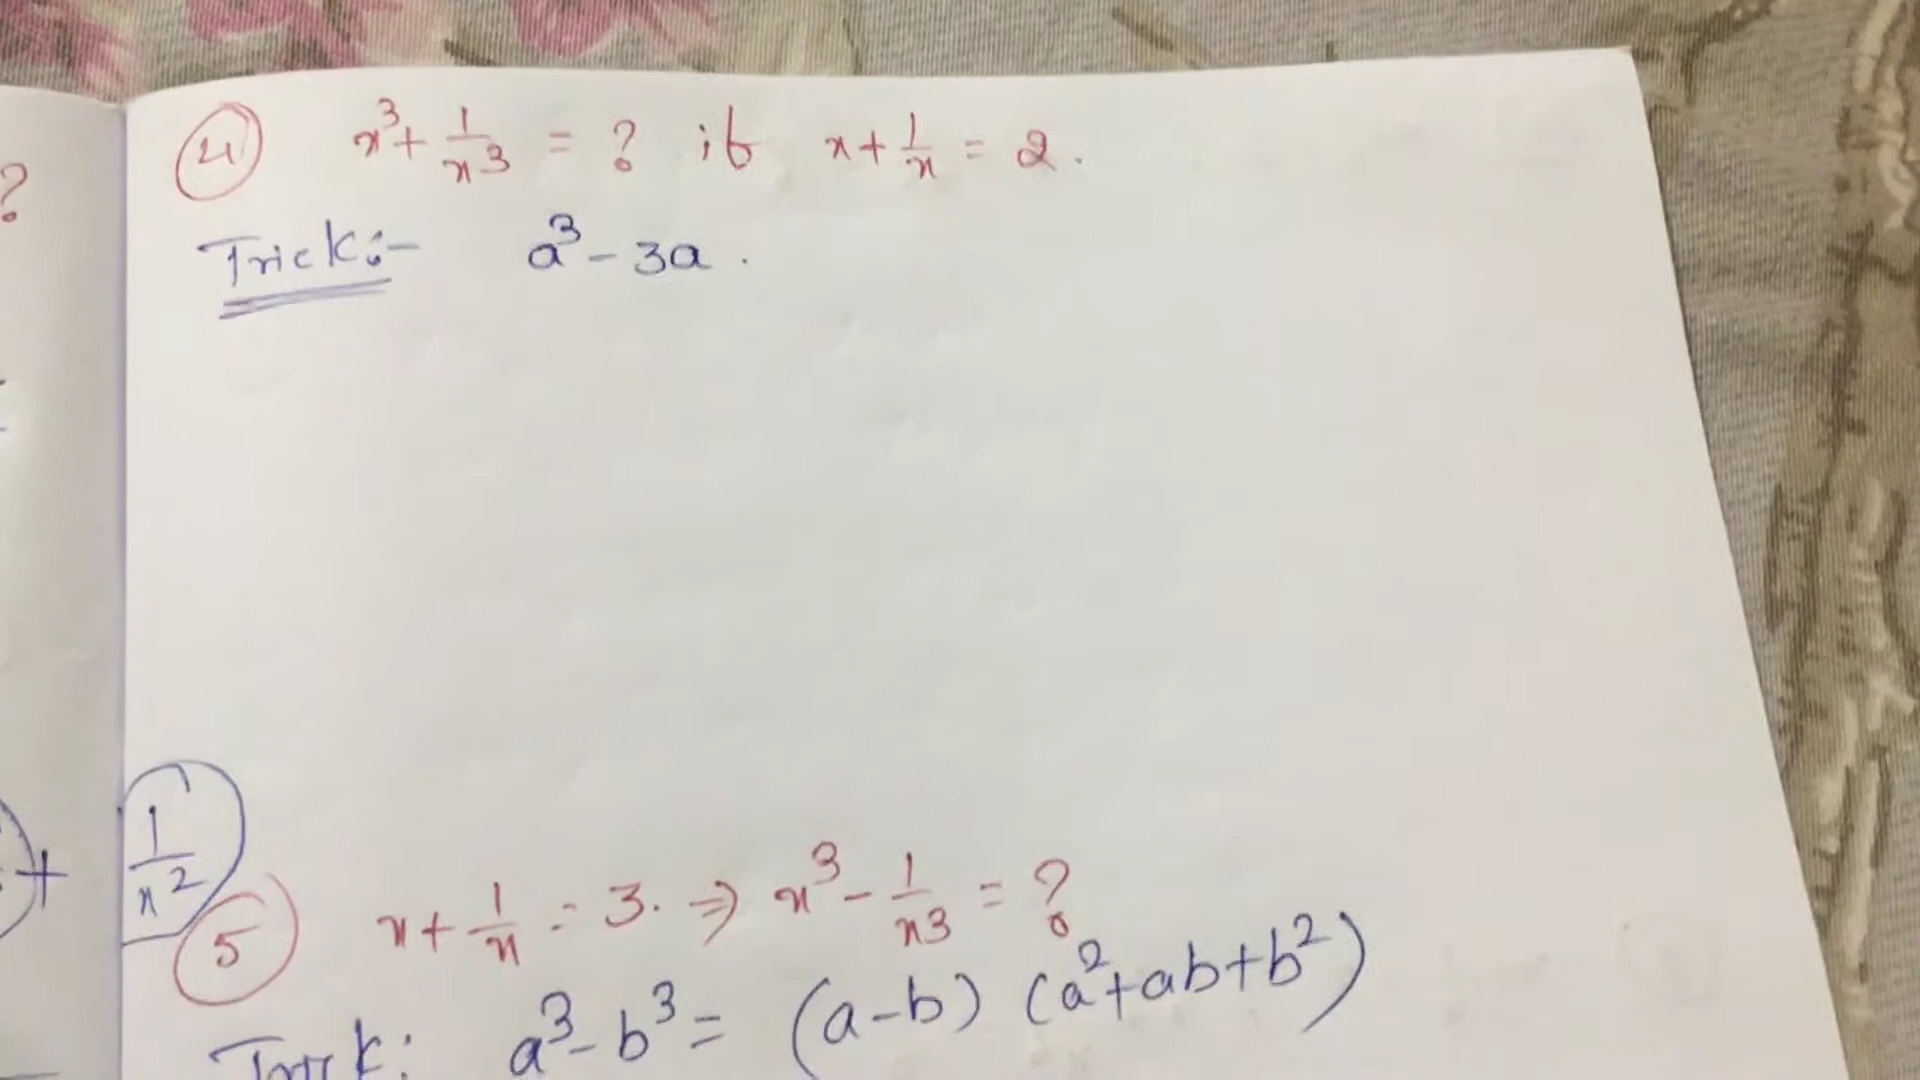 ?
④ x³ + 1/x³ = ? if x + 1/x = 2.
Trick:- a³ - 3a.
+ 1/x²
⑤ x + 1/x = 3. ⇒ x³ - 1/x³ = ?
Trick: a³ - b³ = (a-b) (a²+ab+b²)